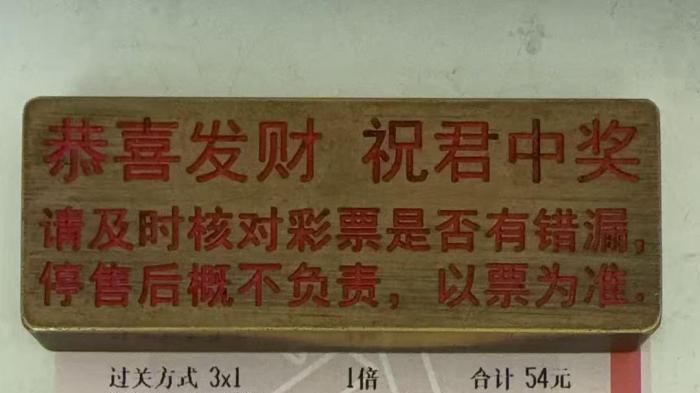 恭喜发财 祝君中奖
请及时核对彩票是否有错漏,
停售后概不负责, 以票为准.
过关方式 3x1 1倍 合计 54元